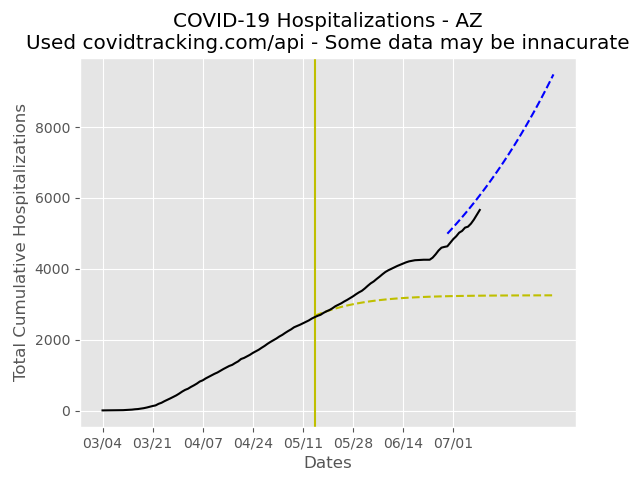 COVID-19 Hospitalizations - AZ
Used covidtracking.com/api - Some data may be innacurate
Total Cumulative Hospitalizations
8000
6000
4000
2000
0
03/04 03/21 04/07 04/24 05/11 05/28 06/14 07/01
Dates